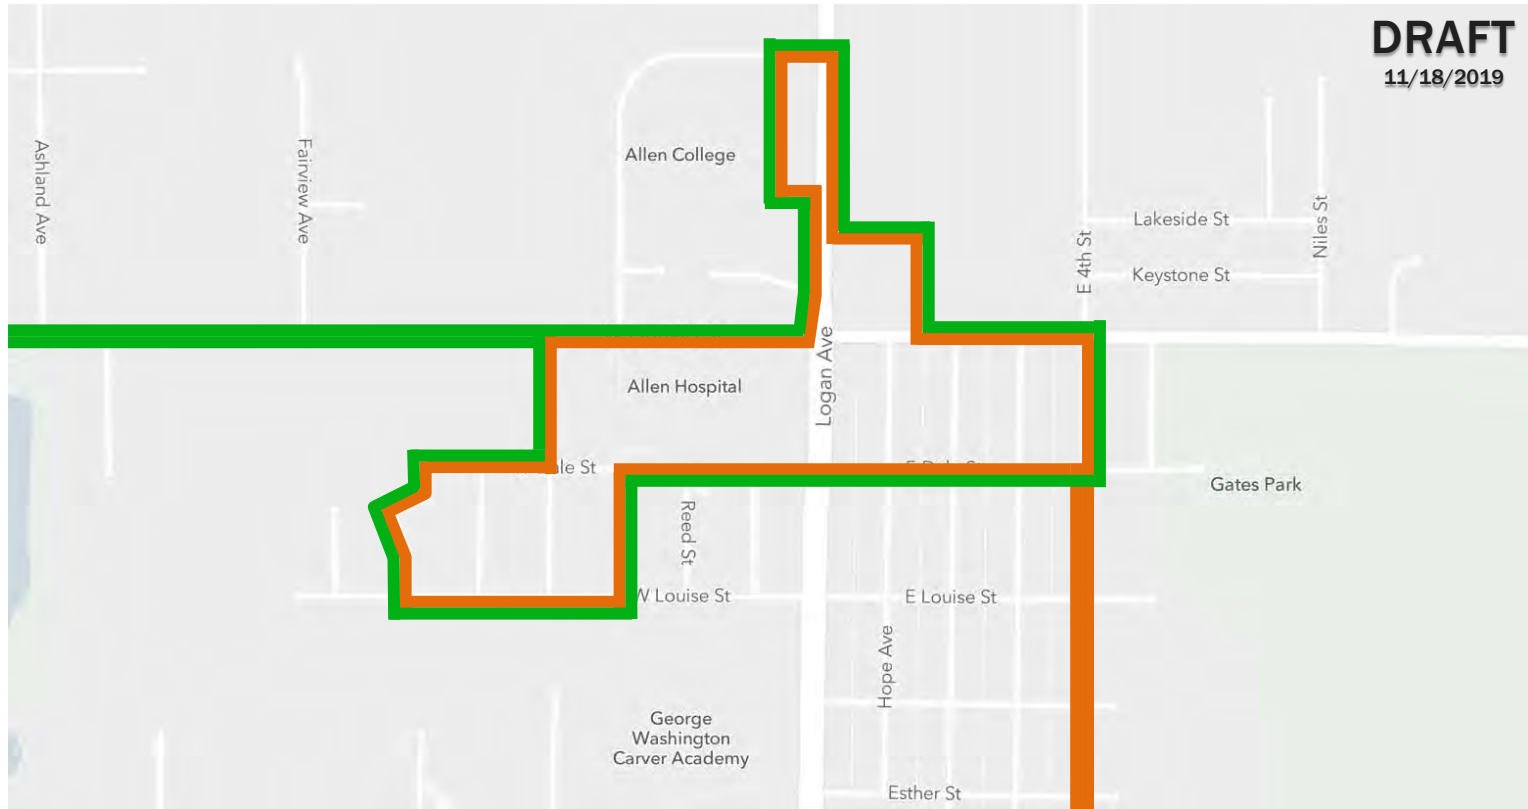 DRAFT
11/18/2019
Ashland Ave
Fairview Ave
Allen College
Lakeside St
Niles St
E 4th St
Keystone St
Logan Ave
Allen Hospital
St
Gates Park
Reed St
W Louise St
E Louise St
Hope Ave
George
Washington
Carver Academy
Esther St